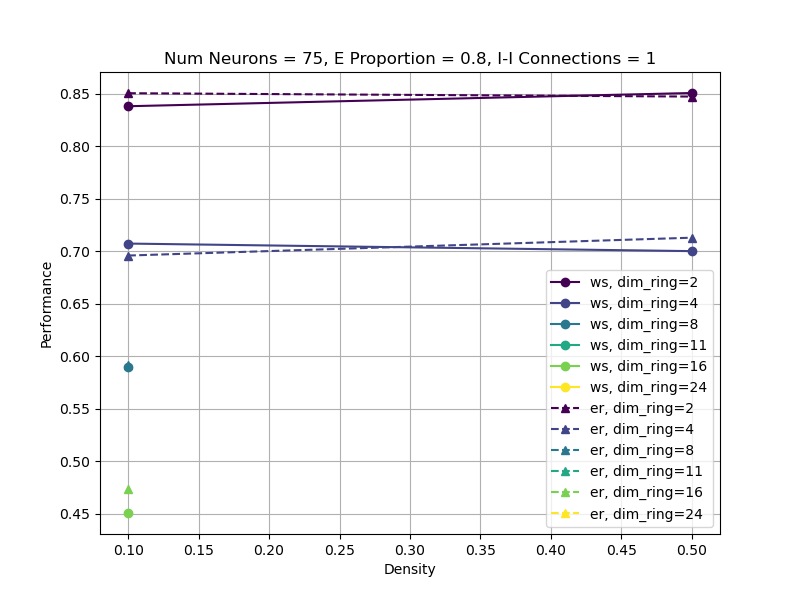 Num Neurons = 75, E Proportion = 0.8, I-I Connections = 1
Performance
0.85
0.80
0.75
0.70
0.65
0.60
0.55
0.50
0.45
ws, dim_ring=2
ws, dim_ring=4
ws, dim_ring=8
ws, dim_ring=11
ws, dim_ring=16
ws, dim_ring=24
er, dim_ring=2
er, dim_ring=4
er, dim_ring=8
er, dim_ring=11
er, dim_ring=16
er, dim_ring=24
0.10 0.15 0.20 0.25 0.30 0.35 0.40 0.45 0.50
Density